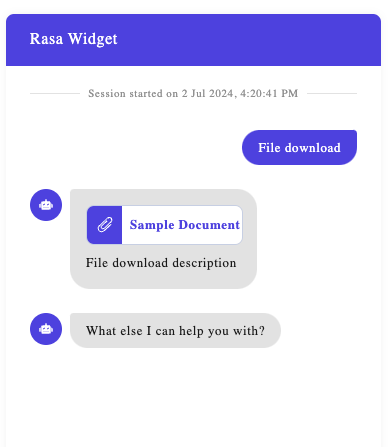 Rasa Widget
Session started on 2 Jul 2024, 4:20:41 PM
File download
Sample Document
File download description
What else I can help you with?